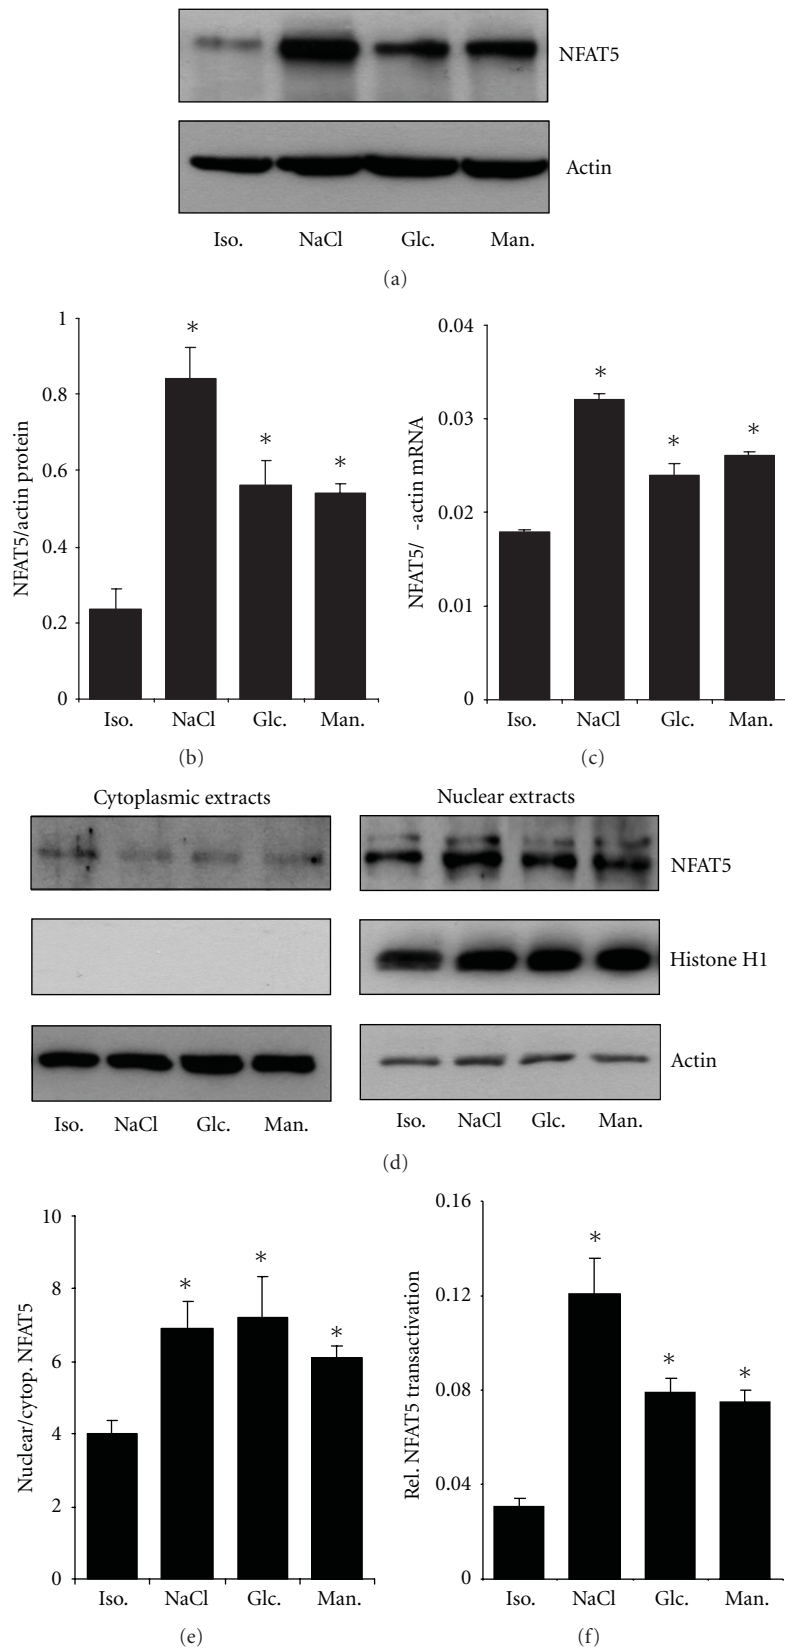 NFAT5
Actin
Iso. NaCl Glc. Man.
(a)
1
0.8
0.6
0.4
0.2
0
NFAT5/actin protein
* * *
Iso. NaCl Glc. Man.
(b)
0.04
0.03
0.02
0.01
0
NFAT5/ -actin mRNA
* * *
Iso. NaCl Glc. Man.
(c)
Cytoplasmic extracts
Nuclear extracts
NFAT5
Histone H1
Actin
Iso. NaCl Glc. Man.
Iso. NaCl Glc. Man.
(d)
10
8
6
4
2
0
Nuclear/cytop. NFAT5
* * *
Iso. NaCl Glc. Man.
(e)
0.16
0.12
0.08
0.04
0
Rel. NFAT5 transactivation
* * *
Iso. NaCl Glc. Man.
(f)